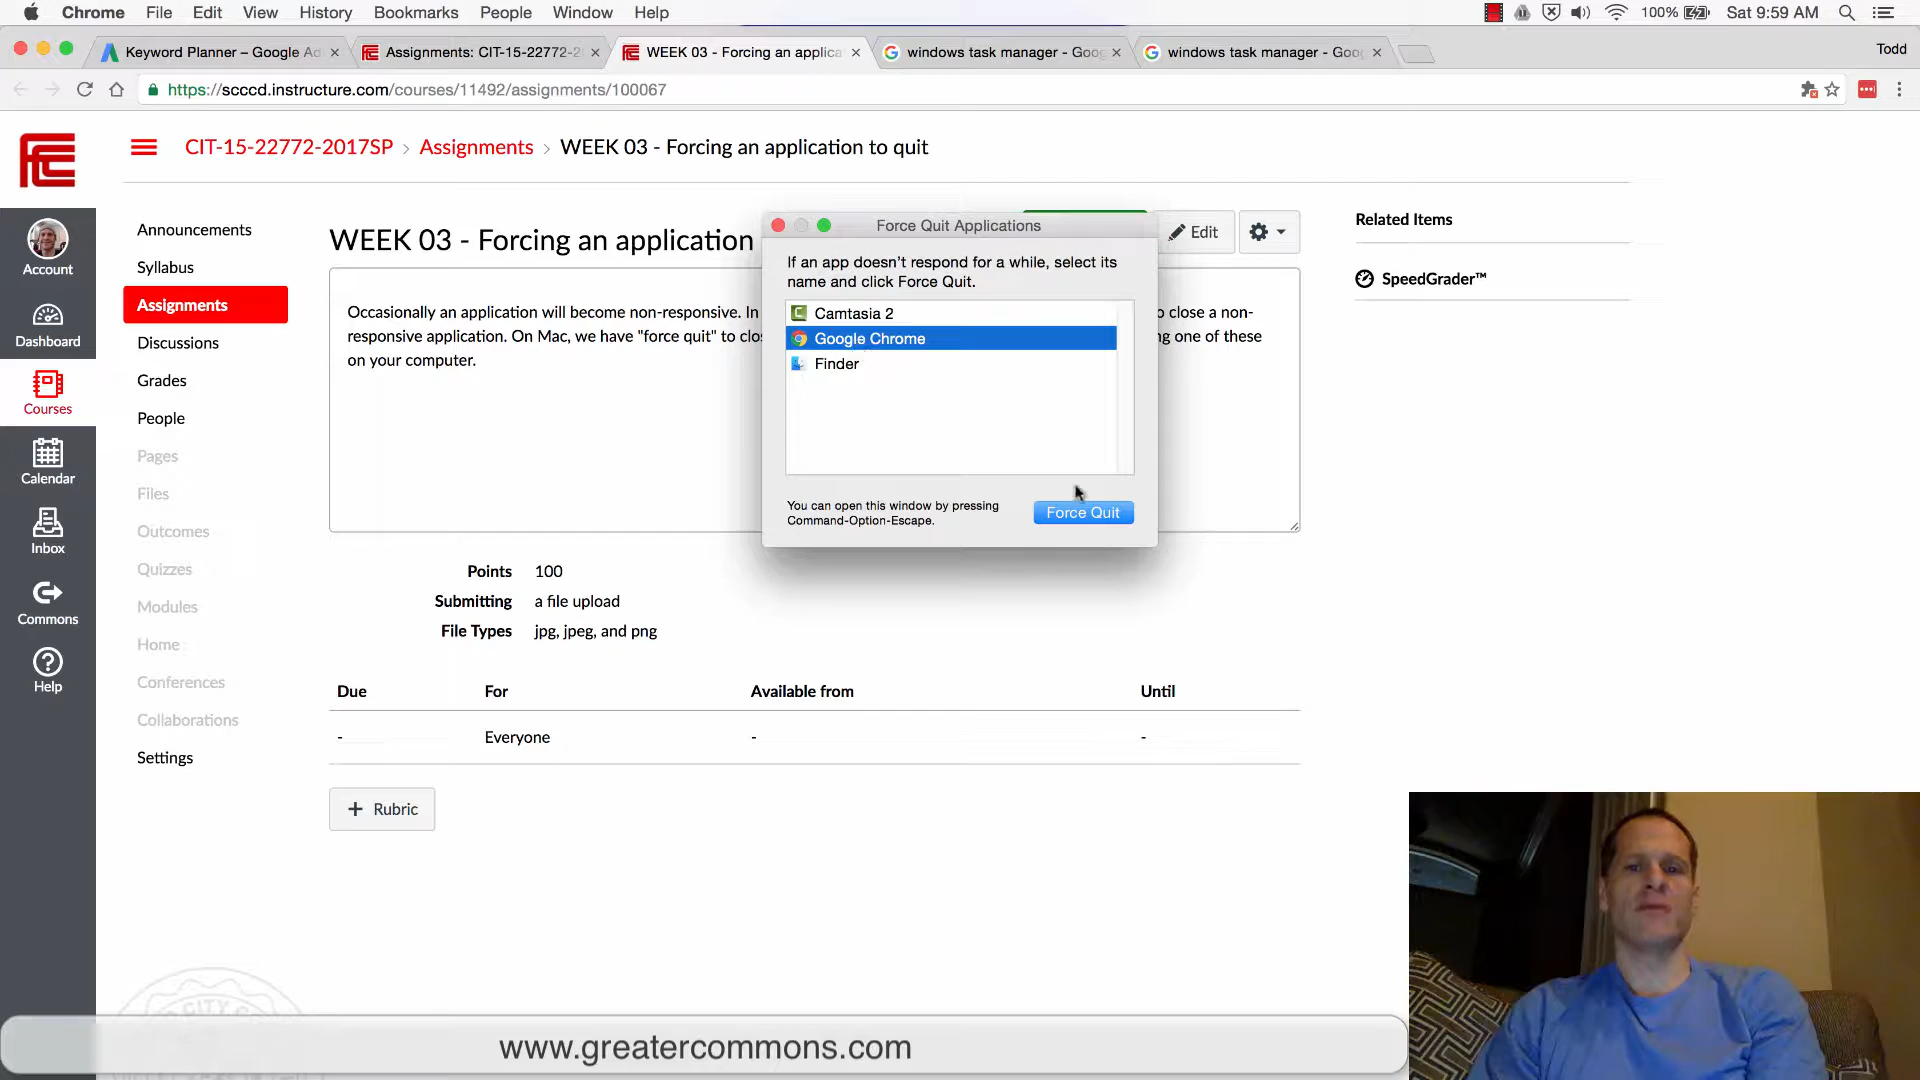 Chrome File Edit View History Bookmarks People Window Help 100% Sat 9:59 AM
Keyword Planner – Google Ad
Assignments: CIT-15-22772-2
WEEK 03 - Forcing an applica
windows task manager - Goog
windows task manager - Goog
Todd
https://scccd.instructure.com/courses/11492/assignments/100067
CIT-15-22772-2017SP > Assignments > WEEK 03 - Forcing an application to quit
Account
Dashboard
Courses
Calendar
Inbox
Commons
Help
Announcements
Syllabus
Assignments
Discussions
Grades
People
Pages
Files
Outcomes
Quizzes
Modules
Home
Conferences
Collaborations
Settings
WEEK 03 - Forcing an application
Edit
Occasionally an application will become non-responsive. In o close a non-
responsive application. On Mac, we have "force quit" to clo g one of these
on your computer.
Force Quit Applications
If an app doesn't respond for a while, select its
name and click Force Quit.
Camtasia 2
Google Chrome
Finder
You can open this window by pressing
Command-Option-Escape.
Force Quit
Related Items
SpeedGrader™
Points 100
Submitting a file upload
File Types jpg, jpeg, and png
Due For Available from Until
- Everyone - -
+ Rubric
CITY CO
www.greatercommons.com